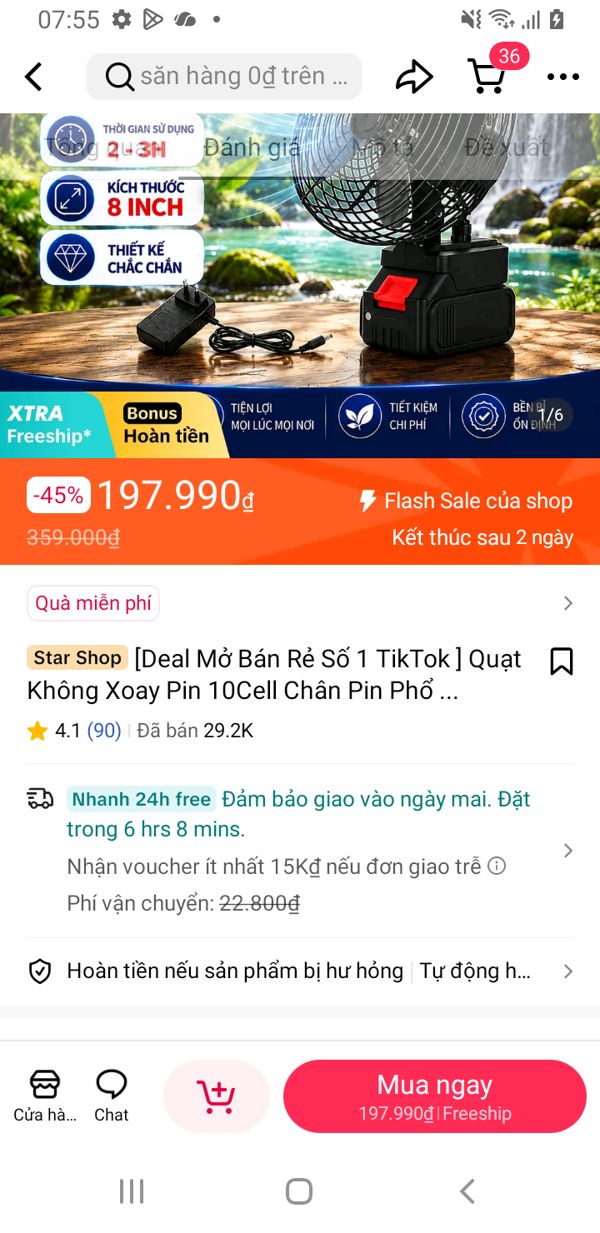 07:55
36
săn hàng 0₫ trên ...
Tổng quan Đánh giá Mô tả Đề xuất
THỜI GIAN SỬ DỤNG
2 - 3H
KÍCH THƯỚC
8 INCH
THIẾT KẾ
CHẮC CHẮN
XTRA
Freeship*
Bonus
Hoàn tiền
TIỆN LỢI
MỌI LÚC MỌI NƠI
TIẾT KIỆM
CHI PHÍ
BỀN BỈ
ỔN ĐỊNH
1/6
-45% 197.990₫
359.000₫
Flash Sale của shop
Kết thúc sau 2 ngày
Quà miễn phí
Star Shop [Deal Mở Bán Rẻ Số 1 TikTok ] Quạt
Không Xoay Pin 10Cell Chân Pin Phổ ...
4.1 (90) Đã bán 29.2K
Nhanh 24h free Đảm bảo giao vào ngày mai. Đặt
trong 6 hrs 8 mins.
Nhận voucher ít nhất 15K₫ nếu đơn giao trễ
Phí vận chuyển: 22.800₫
Hoàn tiền nếu sản phẩm bị hư hỏng Tự động h...
Cửa hà...
Chat
Mua ngay
197.990₫ Freeship